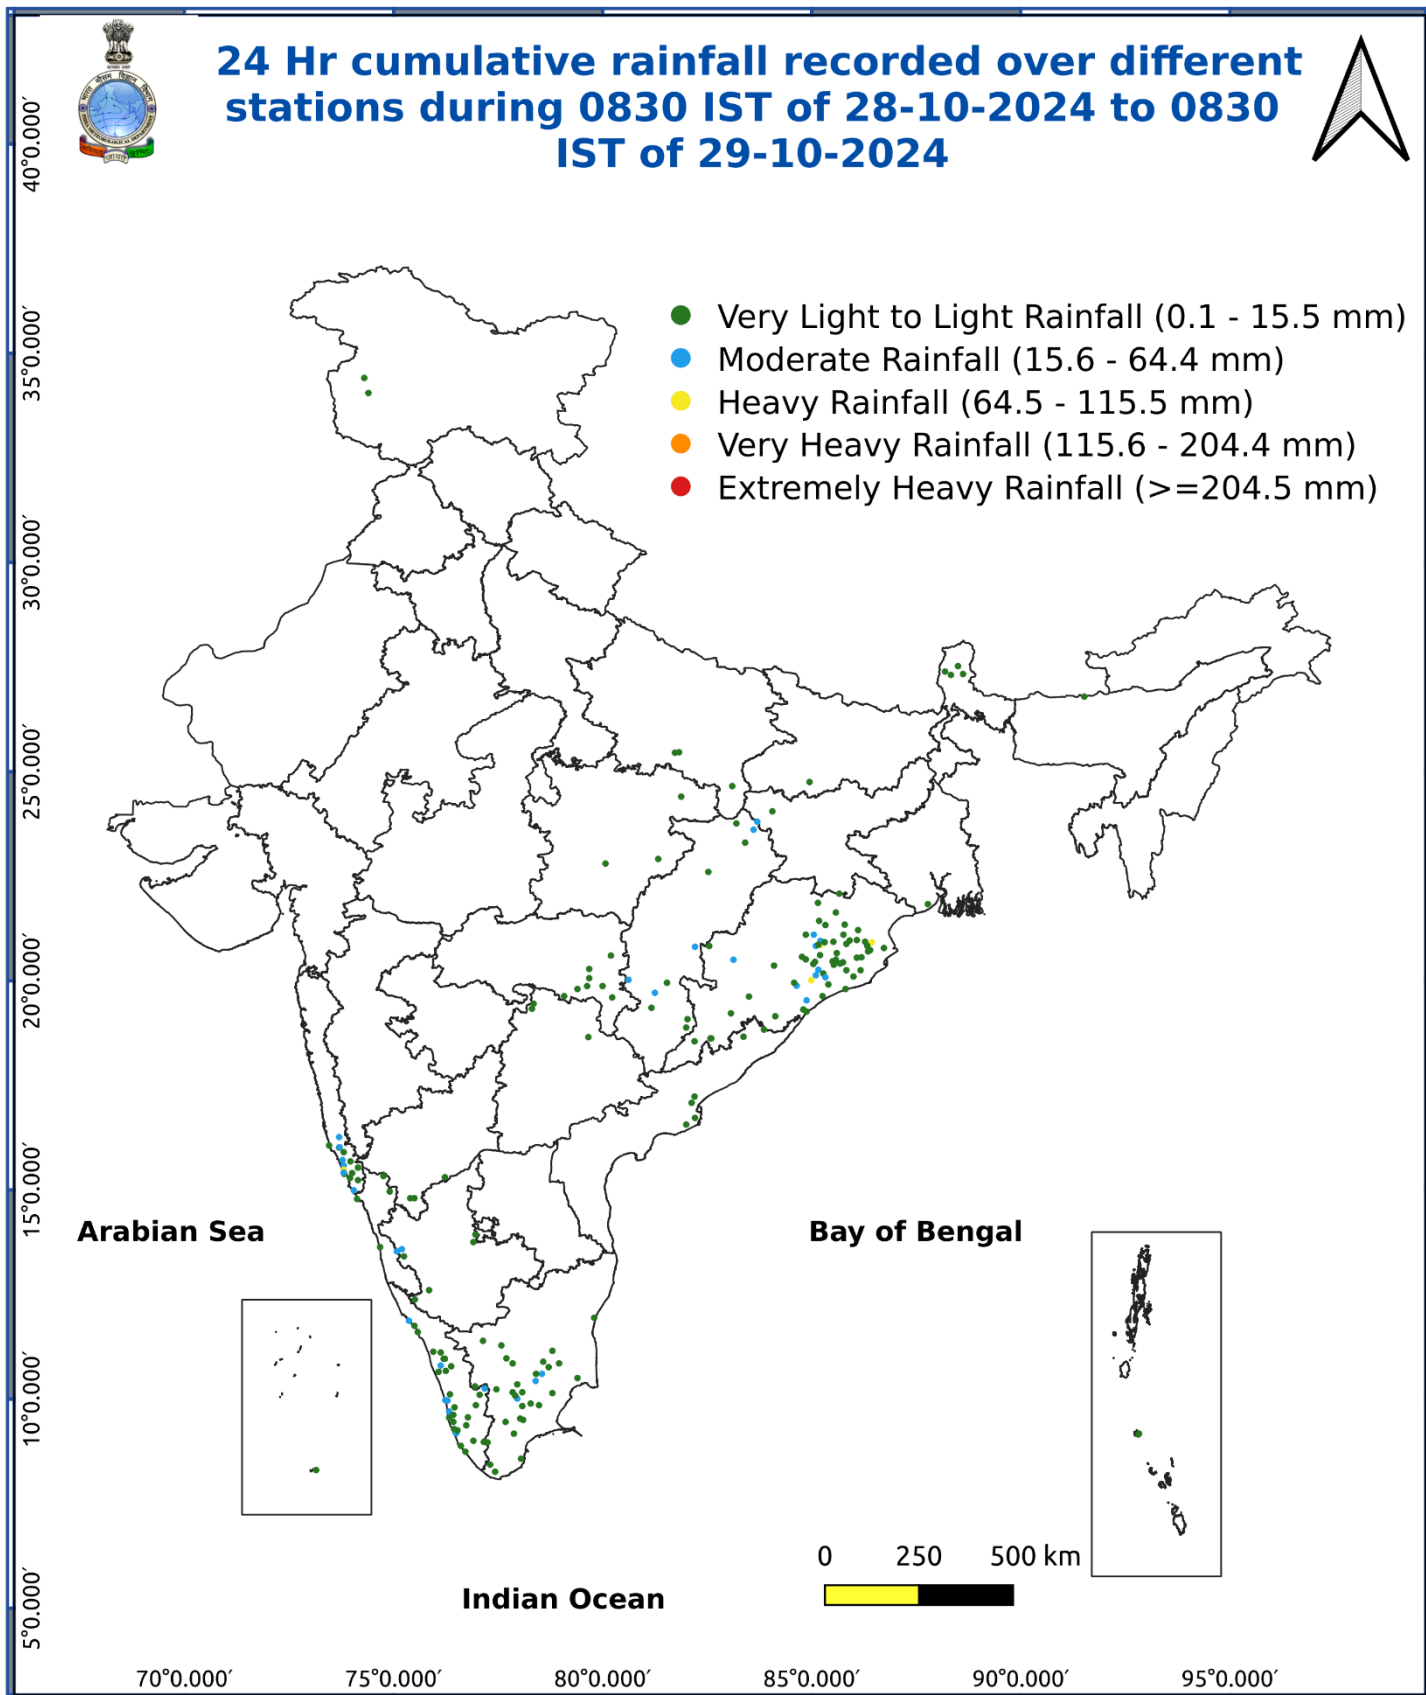 24 Hr cumulative rainfall recorded over different
stations during 0830 IST of 28-10-2024 to 0830
IST of 29-10-2024
Very Light to Light Rainfall (0.1 - 15.5 mm)
Moderate Rainfall (15.6 - 64.4 mm)
Heavy Rainfall (64.5 - 115.5 mm)
Very Heavy Rainfall (115.6 - 204.4 mm)
Extremely Heavy Rainfall (>=204.5 mm)
40°0.000′
35°0.000′
30°0.000′
25°0.000′
20°0.000′
15°0.000′
10°0.000′
5°0.000′
Arabian Sea
Bay of Bengal
Indian Ocean
0 250 500 km
70°0.000′ 75°0.000′ 80°0.000′ 85°0.000′ 90°0.000′ 95°0.000′